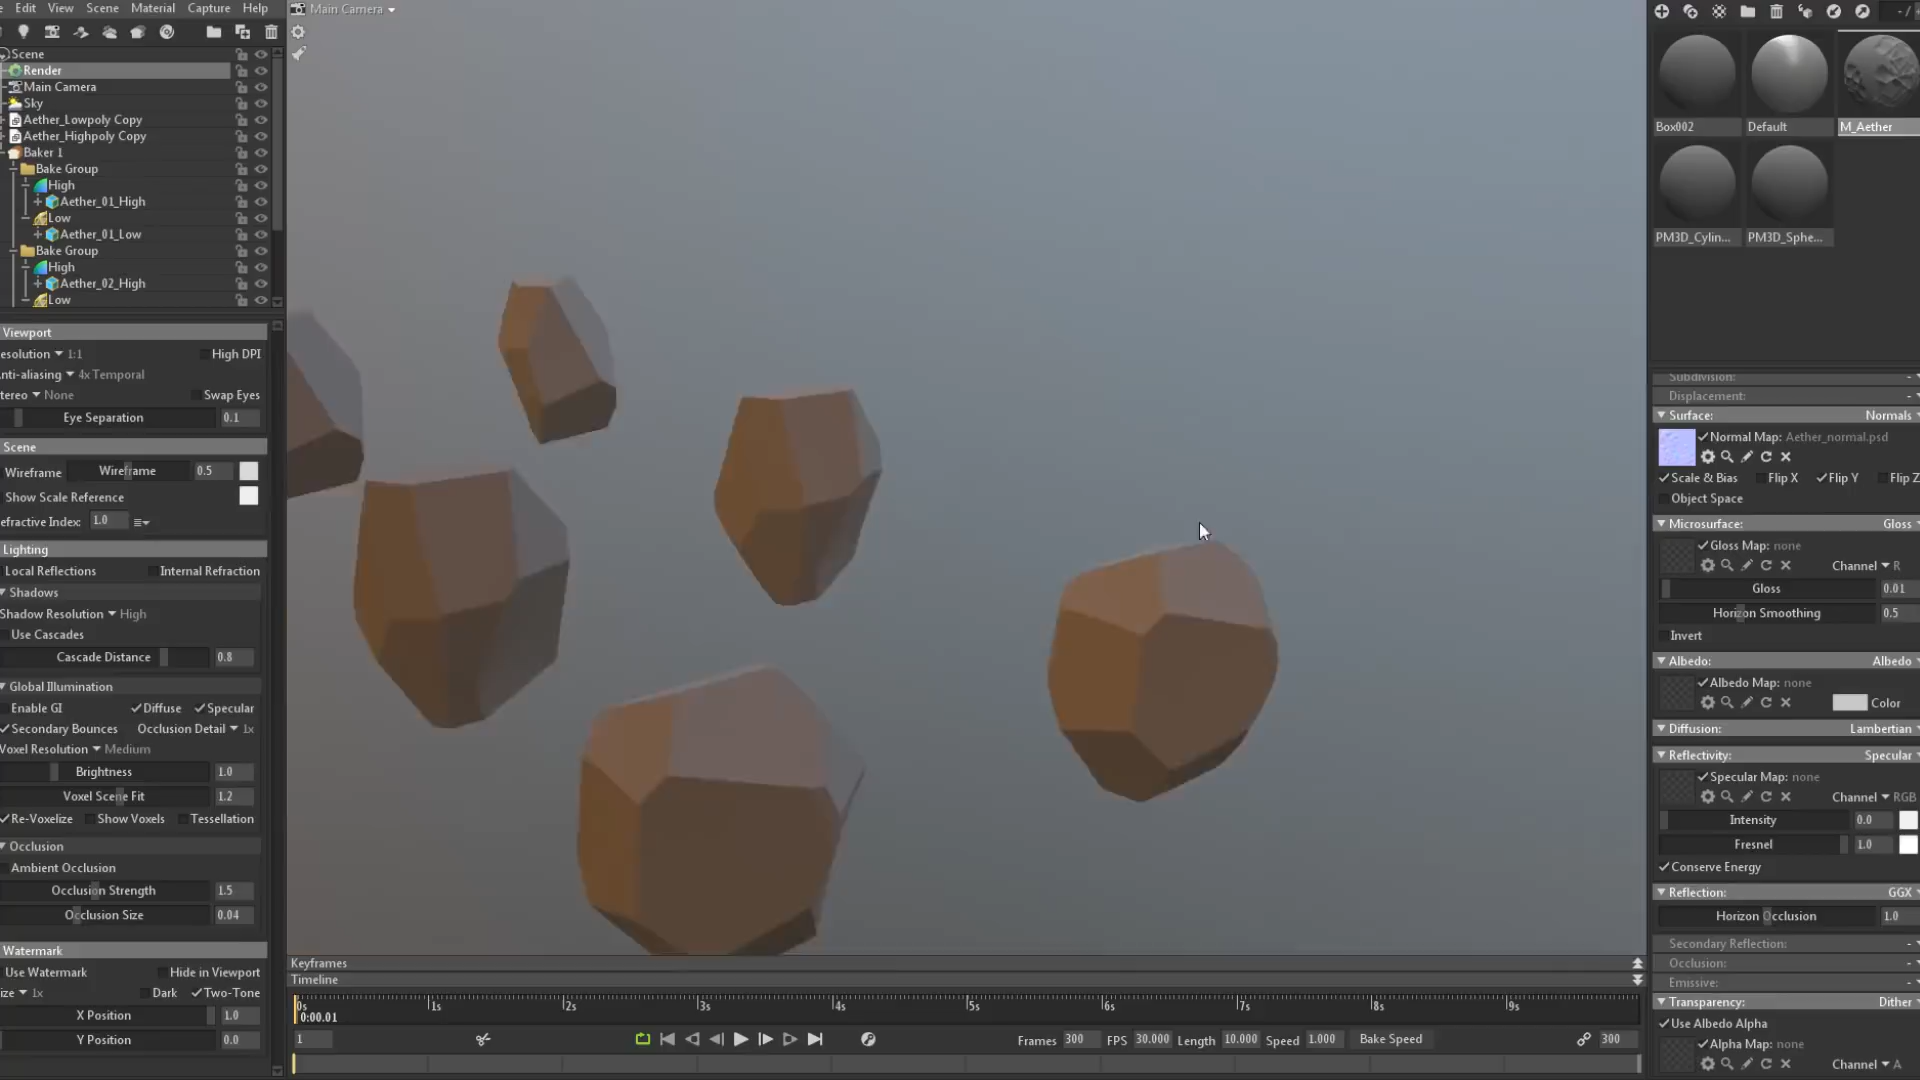 Edit View Scene Material Capture Help
Main Camera
Scene
Render
Main Camera
Sky
Aether_Lowpoly Copy
Aether_Highpoly Copy
Baker 1
Bake Group
High
Aether_01_High
Low
Aether_01_Low
Bake Group
High
Aether_02_High
Low
Viewport
esolution 1:1 High DPI
nti-aliasing 4x Temporal
tereo None Swap Eyes
Eye Separation 0.1
Scene
Wireframe Wireframe 0.5
Show Scale Reference
efractive Index: 1.0
Lighting
Local Reflections Internal Refraction
Shadows
Shadow Resolution High
Use Cascades
Cascade Distance 0.8
Global Illumination
Enable GI Diffuse Specular
Secondary Bounces Occlusion Detail 1x
Voxel Resolution Medium
Brightness 1.0
Voxel Scene Fit 1.2
Re-Voxelize Show Voxels Tessellation
Occlusion
Ambient Occlusion
Occlusion Strength 1.5
Occlusion Size 0.04
Watermark
Use Watermark Hide in Viewport
ize 1x Dark Two-Tone
X Position 1.0
Y Position 0.0
Keyframes
Timeline
0s 1s 2s 3s 4s 5s 6s 7s 8s 9s
0:00.01
1 Frames 300 FPS 30.000 Length 10.000 Speed 1.000 Bake Speed 300
Box002 Default M_Aether
PM3D_Cylin... PM3D_Sphe...
Subdivision: -
Displacement: -
Surface: Normals
Normal Map: Aether_normal.psd
Scale & Bias Flip X Flip Y Flip Z
Object Space
Microsurface: Gloss
Gloss Map: none
Channel R
Gloss 0.01
Horizon Smoothing 0.5
Invert
Albedo: Albedo
Albedo Map: none
Color
Diffusion: Lambertian
Reflectivity: Specular
Specular Map: none
Channel RGB
Intensity 0.0
Fresnel 1.0
Conserve Energy
Reflection: GGX
Horizon Occlusion 1.0
Secondary Reflection: -
Occlusion: -
Emissive: -
Transparency: Dither
Use Albedo Alpha
Alpha Map: none
Channel A